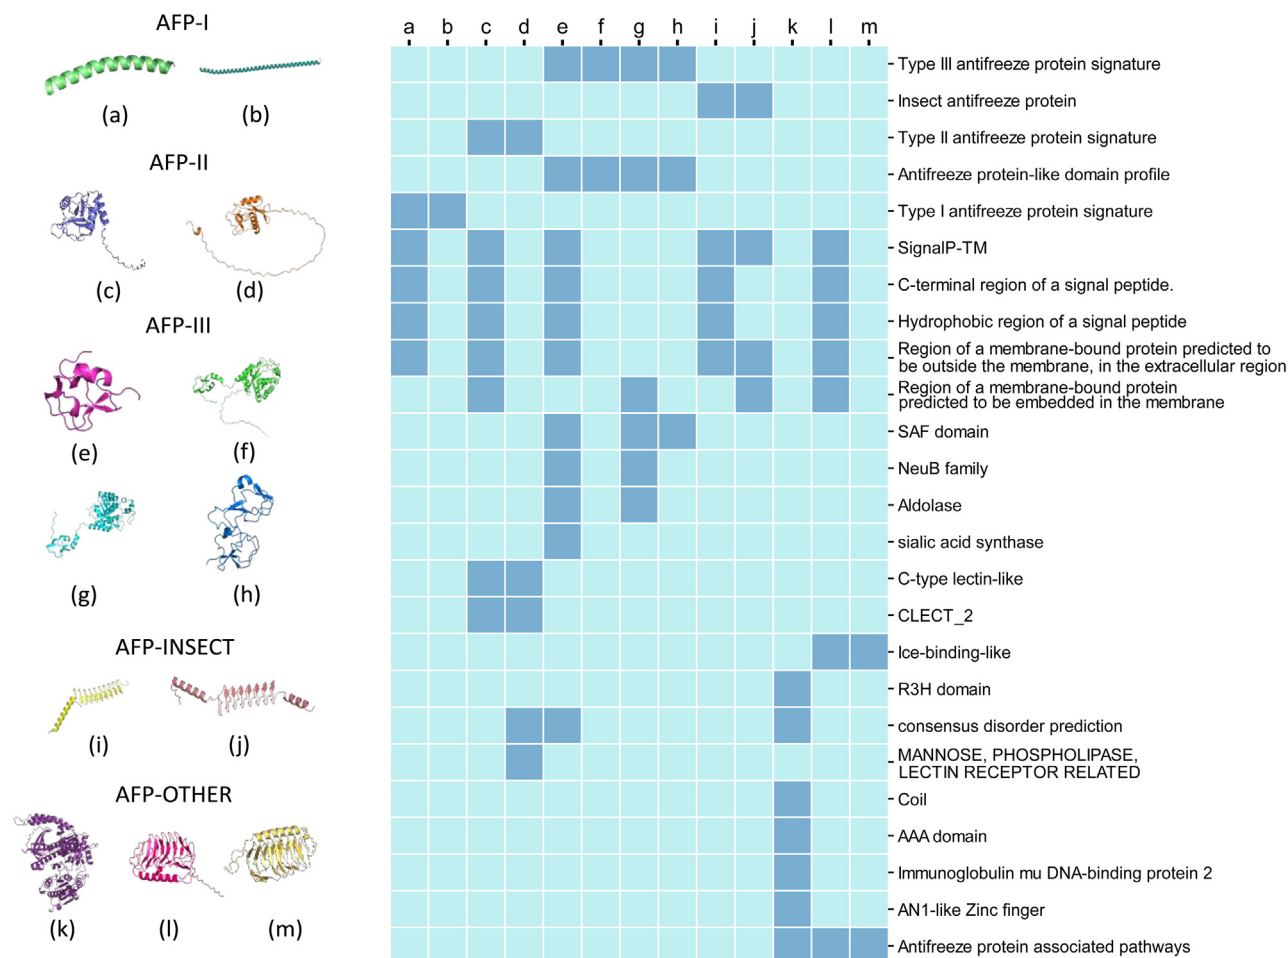 AFP-I
(a)
(b)
AFP-II
(c)
(d)
AFP-III
(e)
(f)
(g)
(h)
AFP-INSECT
(i)
(j)
AFP-OTHER
(k)
(l)
(m)
a b c d e f g h i j k l m
Type III antifreeze protein signature
Insect antifreeze protein
Type II antifreeze protein signature
Antifreeze protein-like domain profile
Type I antifreeze protein signature
SignalP-TM
C-terminal region of a signal peptide.
Hydrophobic region of a signal peptide
Region of a membrane-bound protein predicted to
be outside the membrane, in the extracellular region
Region of a membrane-bound protein
predicted to be embedded in the membrane
SAF domain
NeuB family
Aldolase
sialic acid synthase
C-type lectin-like
CLECT_2
Ice-binding-like
R3H domain
consensus disorder prediction
MANNOSE, PHOSPHOLIPASE,
LECTIN RECEPTOR RELATED
Coil
AAA domain
Immunoglobulin mu DNA-binding protein 2
AN1-like Zinc finger
Antifreeze protein associated pathways